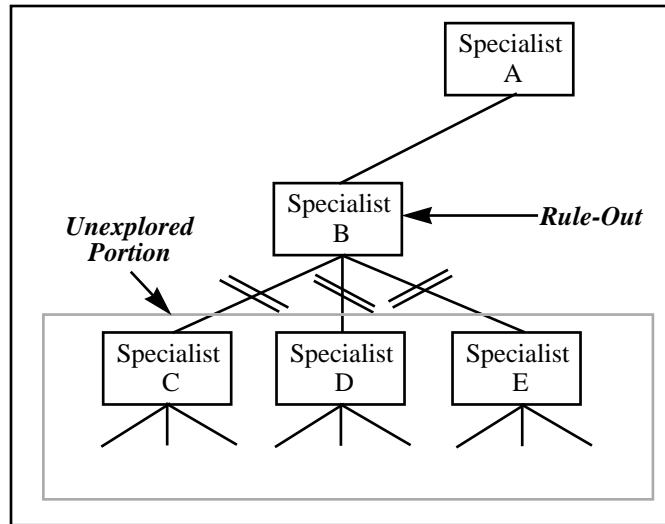 Specialist
A
Specialist
B
Rule-Out
Unexplored
Portion
Specialist
C
Specialist
D
Specialist
E